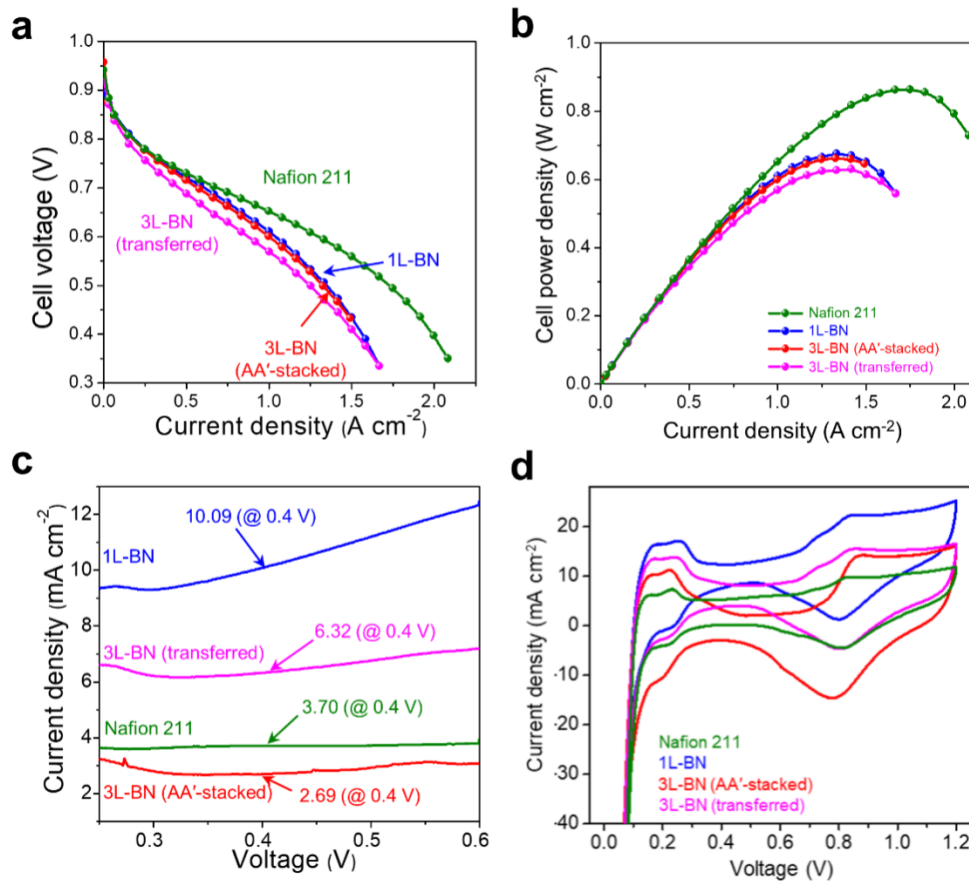 a
1.0
0.9
0.8
0.7
0.6
0.5
0.4
0.3
Cell voltage (V)
Nafion 211
3L-BN
(transferred)
1L-BN
3L-BN
(AA′-stacked)
0.0 0.5 1.0 1.5 2.0
Current density (A cm-2)
b
1.0
0.8
0.6
0.4
0.2
0.0
Cell power density (W cm-2)
Nafion 211
1L-BN
3L-BN (AA′-stacked)
3L-BN (transferred)
0.0 0.5 1.0 1.5 2.0
Current density (A cm-2)
c
12
10
8
6
4
2
Current density (mA cm-2)
10.09 (@ 0.4 V)
1L-BN
3L-BN (transferred)
6.32 (@ 0.4 V)
3.70 (@ 0.4 V)
Nafion 211
3L-BN (AA′-stacked)
2.69 (@ 0.4 V)
0.3 0.4 0.5 0.6
Voltage (V)
d
20
10
0
-10
-20
-30
-40
Current density (mA cm-2)
Nafion 211
1L-BN
3L-BN (AA′-stacked)
3L-BN (transferred)
0.0 0.2 0.4 0.6 0.8 1.0 1.2
Voltage (V)